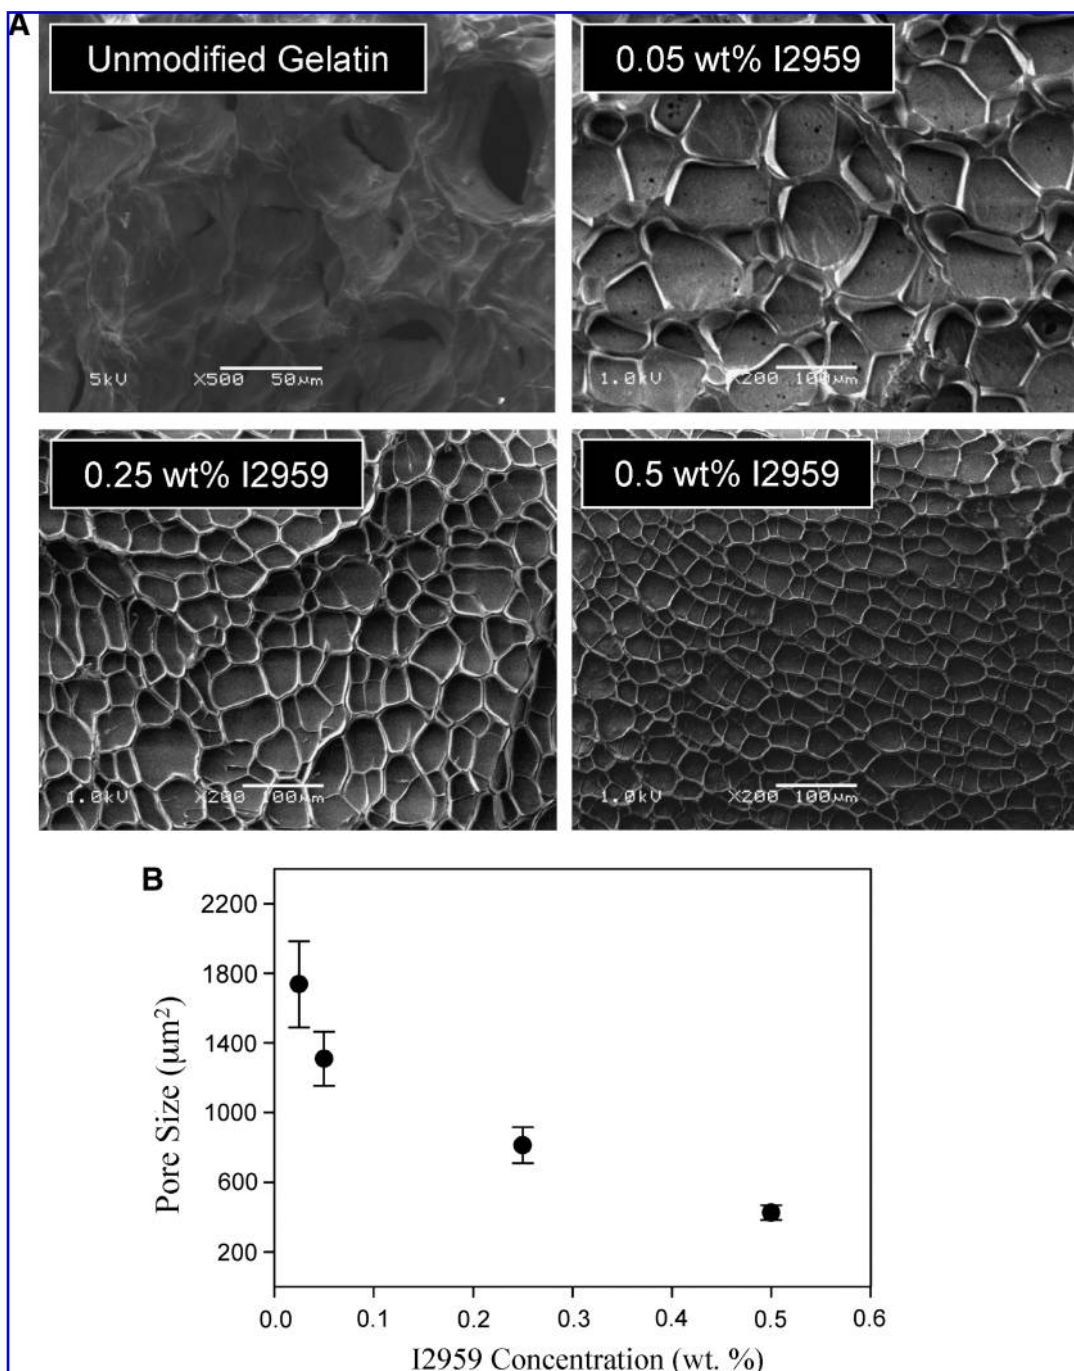 A
Unmodified Gelatin
0.05 wt% I2959
5kV X500 50µm
1.0kV X200 100µm
0.25 wt% I2959
0.5 wt% I2959
1.0kV X200 100µm
1.0kV X200 100µm
B
2200
1800
1400
1000
600
200
Pore Size (µm²)
0.0 0.1 0.2 0.3 0.4 0.5 0.6
I2959 Concentration (wt. %)